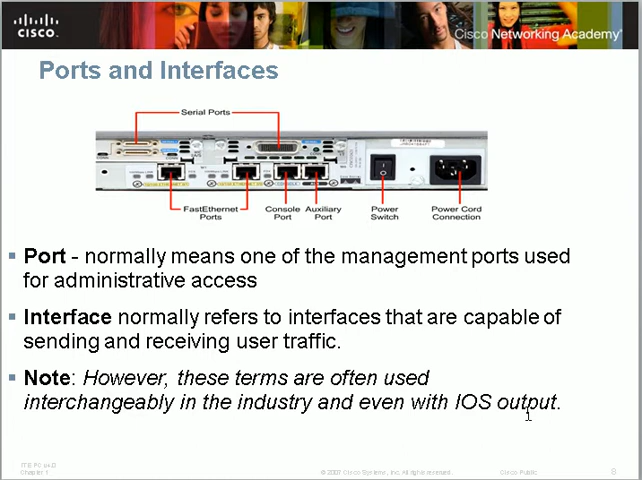 CISCO
Cisco Networking Academy
Ports and Interfaces
Serial Ports
FastEthernet
Ports
Console
Port
Auxiliary
Port
Power
Switch
Power Cord
Connection
Port - normally means one of the management ports used
for administrative access
Interface normally refers to interfaces that are capable of
sending and receiving user traffic.
Note: However, these terms are often used
interchangeably in the industry and even with IOS output.
Chapter 1
© 2007 Cisco Systems, Inc. All rights reserved.
Cisco Public
8